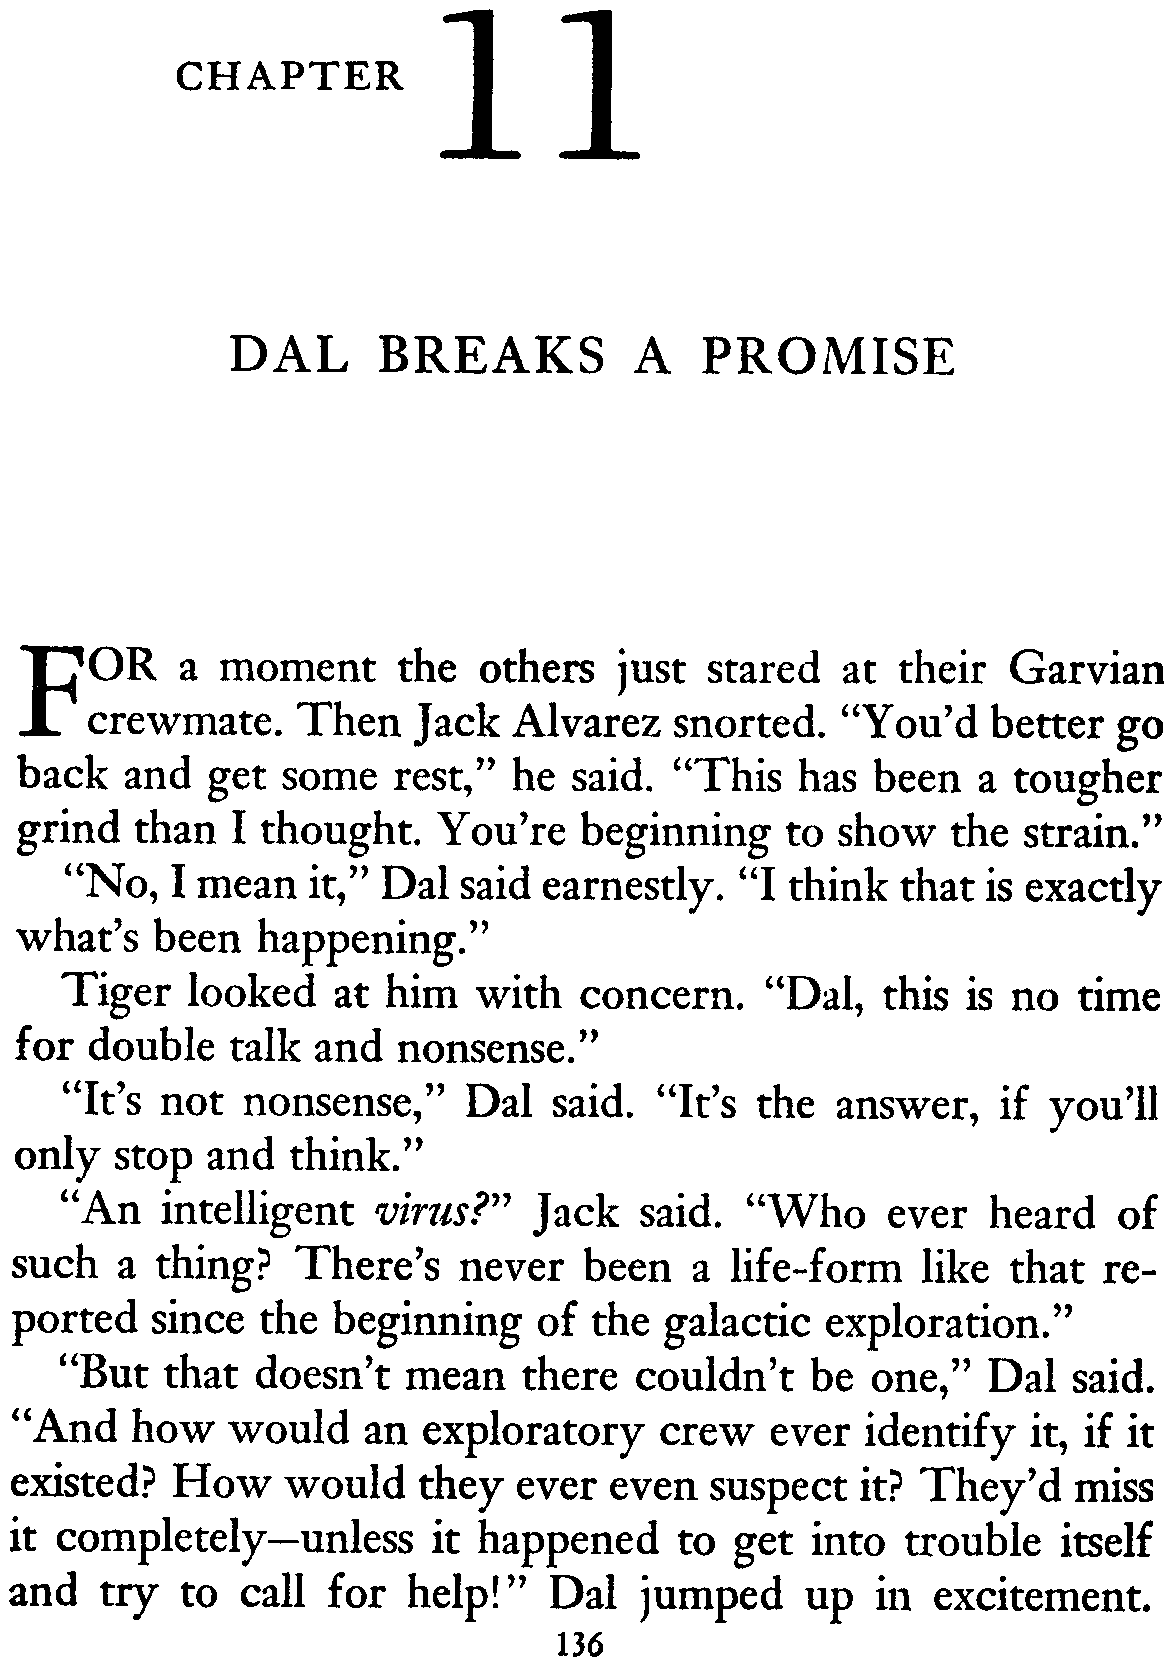 CHAPTER 11
DAL BREAKS A PROMISE
FOR a moment the others just stared at their Garvian
crewmate. Then Jack Alvarez snorted. “You’d better go
back and get some rest,” he said. “This has been a tougher
grind than I thought. You’re beginning to show the strain.”
“No, I mean it,” Dal said earnestly. “I think that is exactly
what’s been happening.”
Tiger looked at him with concern. “Dal, this is no time
for double talk and nonsense.”
“It’s not nonsense,” Dal said. “It’s the answer, if you’ll
only stop and think.”
“An intelligent virus?” Jack said. “Who ever heard of
such a thing? There’s never been a life-form like that re-
ported since the beginning of the galactic exploration.”
“But that doesn’t mean there couldn’t be one,” Dal said.
“And how would an exploratory crew ever identify it, if it
existed? How would they ever even suspect it? They’d miss
it completely—unless it happened to get into trouble itself
and try to call for help!” Dal jumped up in excitement.
136